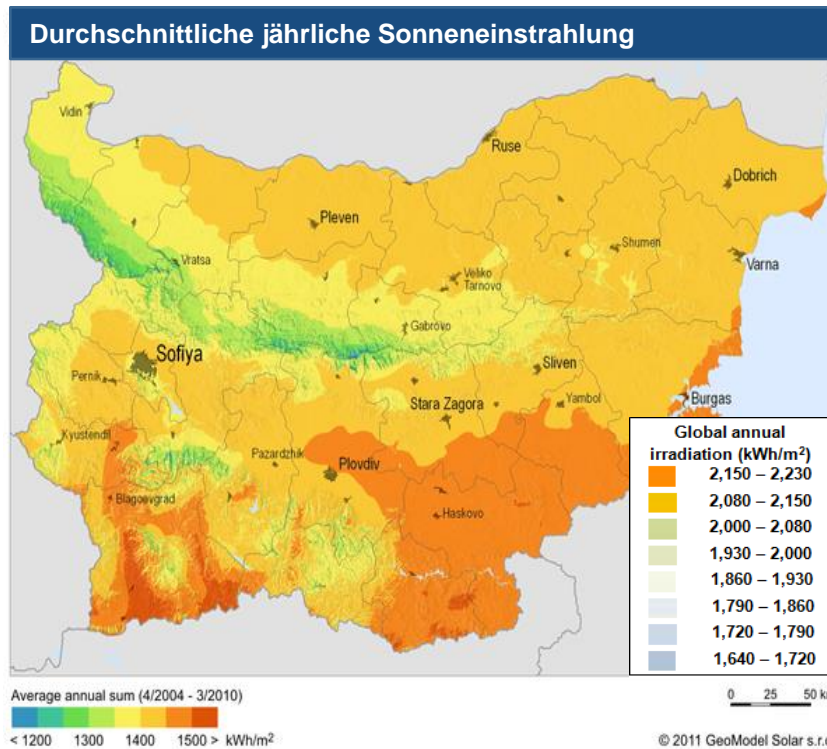 Durchschnittliche jährliche Sonneneinstrahlung
Vidin
Ruse
Dobrich
Pleven
Shumen
Varna
Vratsa
Veliko
Tarnovo
Gabrovo
Sofiya
Sliven
Pernik
Stara Zagora
Yambol
Burgas
Kyustendil
Pazardzhik
Plovdiv
Blagoevgrad
Haskovo
Global annual
irradiation (kWh/m²)
2,150 – 2,230
2,080 – 2,150
2,000 – 2,080
1,930 – 2,000
1,860 – 1,930
1,790 – 1,860
1,720 – 1,790
1,640 – 1,720
Average annual sum (4/2004 - 3/2010)
< 1200 1300 1400 1500 > kWh/m²
0 25 50
© 2011 GeoModel Solar s.r.